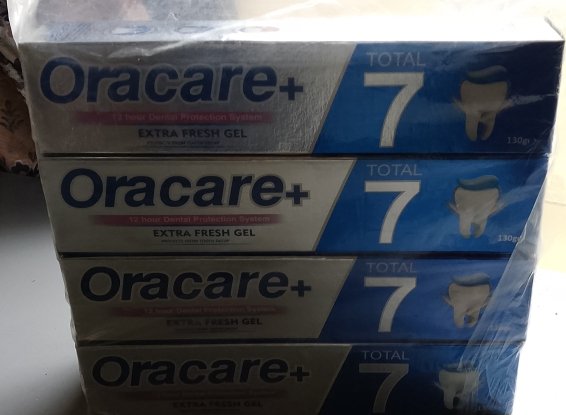 Oracare+
TOTAL
7
12 hour Dental Protection System
EXTRA FRESH GEL
130g
Oracare+
TOTAL
7
12 hour Dental Protection System
EXTRA FRESH GEL
130g
Oracare+
TOTAL
7
12 hour Dental Protection System
EXTRA FRESH GEL
Oracare+
TOTAL
7
EXTRA FRESH GEL